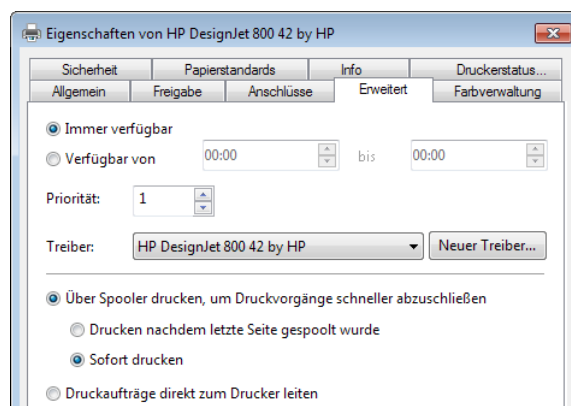 Eigenschaften von HP DesignJet 800 42 by HP
Sicherheit Papierstandards Info Druckerstatus...
Allgemein Freigabe Anschlüsse Erweitert Farbverwaltung
Immer verfügbar
Verfügbar von 00:00 bis 00:00
Priorität: 1
Treiber: HP DesignJet 800 42 by HP Neuer Treiber...
Über Spooler drucken, um Druckvorgänge schneller abzuschließen
Drucken nachdem letzte Seite gespoolt wurde
Sofort drucken
Druckaufträge direkt zum Drucker leiten